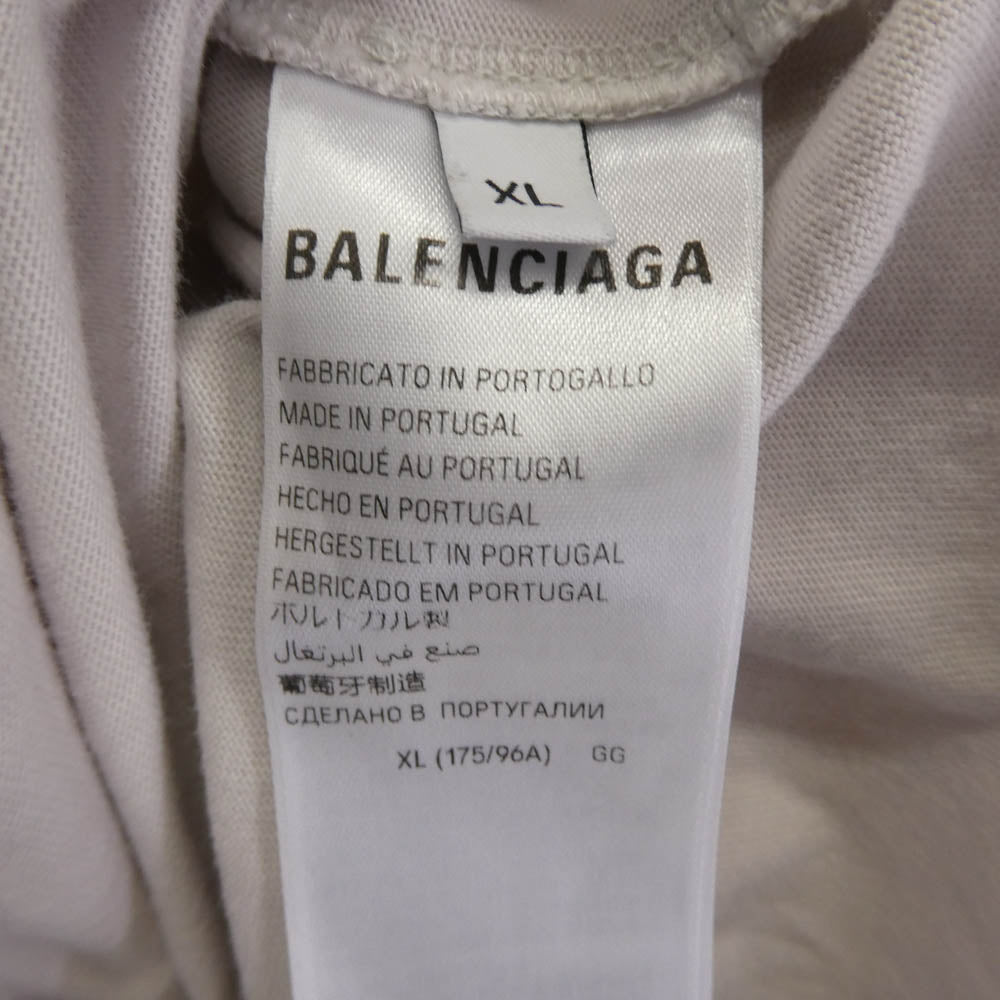 XL
BALENCIAGA
FABBRICATO IN PORTOGALLO
MADE IN PORTUGAL
FABRIQUÉ AU PORTUGAL
HECHO EN PORTUGAL
HERGESTELLT IN PORTUGAL
FABRICADO EM PORTUGAL
ポルトガル製
صنع في البرتغال
葡萄牙制造
СДЕЛАНО В ПОРТУГАЛИИ
XL (175/96A) GG